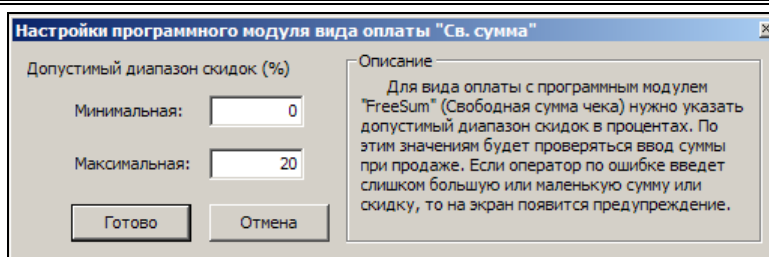 Настройки программного модуля вида оплаты "Св. сумма"
Допустимый диапазон скидок (%)
Минимальная: 0
Максимальная: 20
Готово Отмена
Описание
Для вида оплаты с программным модулем
"FreeSum" (Свободная сумма чека) нужно указать
допустимый диапазон скидок в процентах. По
этим значениям будет проверяться ввод суммы
при продаже. Если оператор по ошибке введет
слишком большую или маленькую сумму или
скидку, то на экран появится предупреждение.